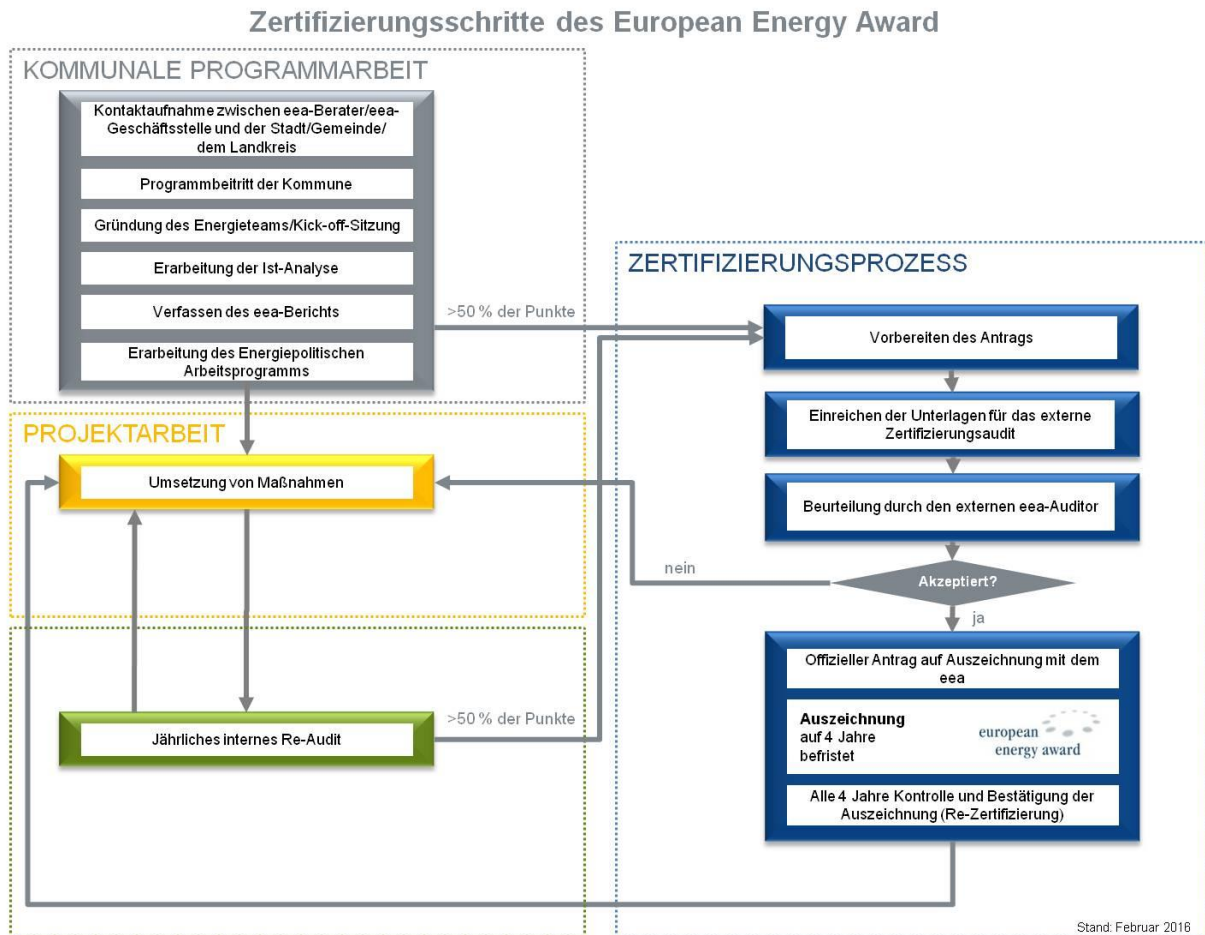 Zertifizierungsschritte des European Energy Award
KOMMUNALE PROGRAMMARBEIT
Kontaktaufnahme zwischen eea-Berater/eea-
Geschäftsstelle und der Stadt/Gemeinde/
dem Landkreis
Programmbeitritt der Kommune
Gründung des Energieteams/Kick-off-Sitzung
Erarbeitung der Ist-Analyse
Verfassen des eea-Berichts
Erarbeitung des Energiepolitischen
Arbeitsprogramms
>50 % der Punkte
PROJEKTARBEIT
Umsetzung von Maßnahmen
Jährliches internes Re-Audit
>50 % der Punkte
ZERTIFIZIERUNGSPROZESS
Vorbereiten des Antrags
Einreichen der Unterlagen für das externe
Zertifizierungsaudit
Beurteilung durch den externen eea-Auditor
Akzeptiert?
nein
ja
Offizieller Antrag auf Auszeichnung mit dem
eea
Auszeichnung
auf 4 Jahre
befristet
european
energy award
Alle 4 Jahre Kontrolle und Bestätigung der
Auszeichnung (Re-Zertifizierung)
Stand: Februar 2016